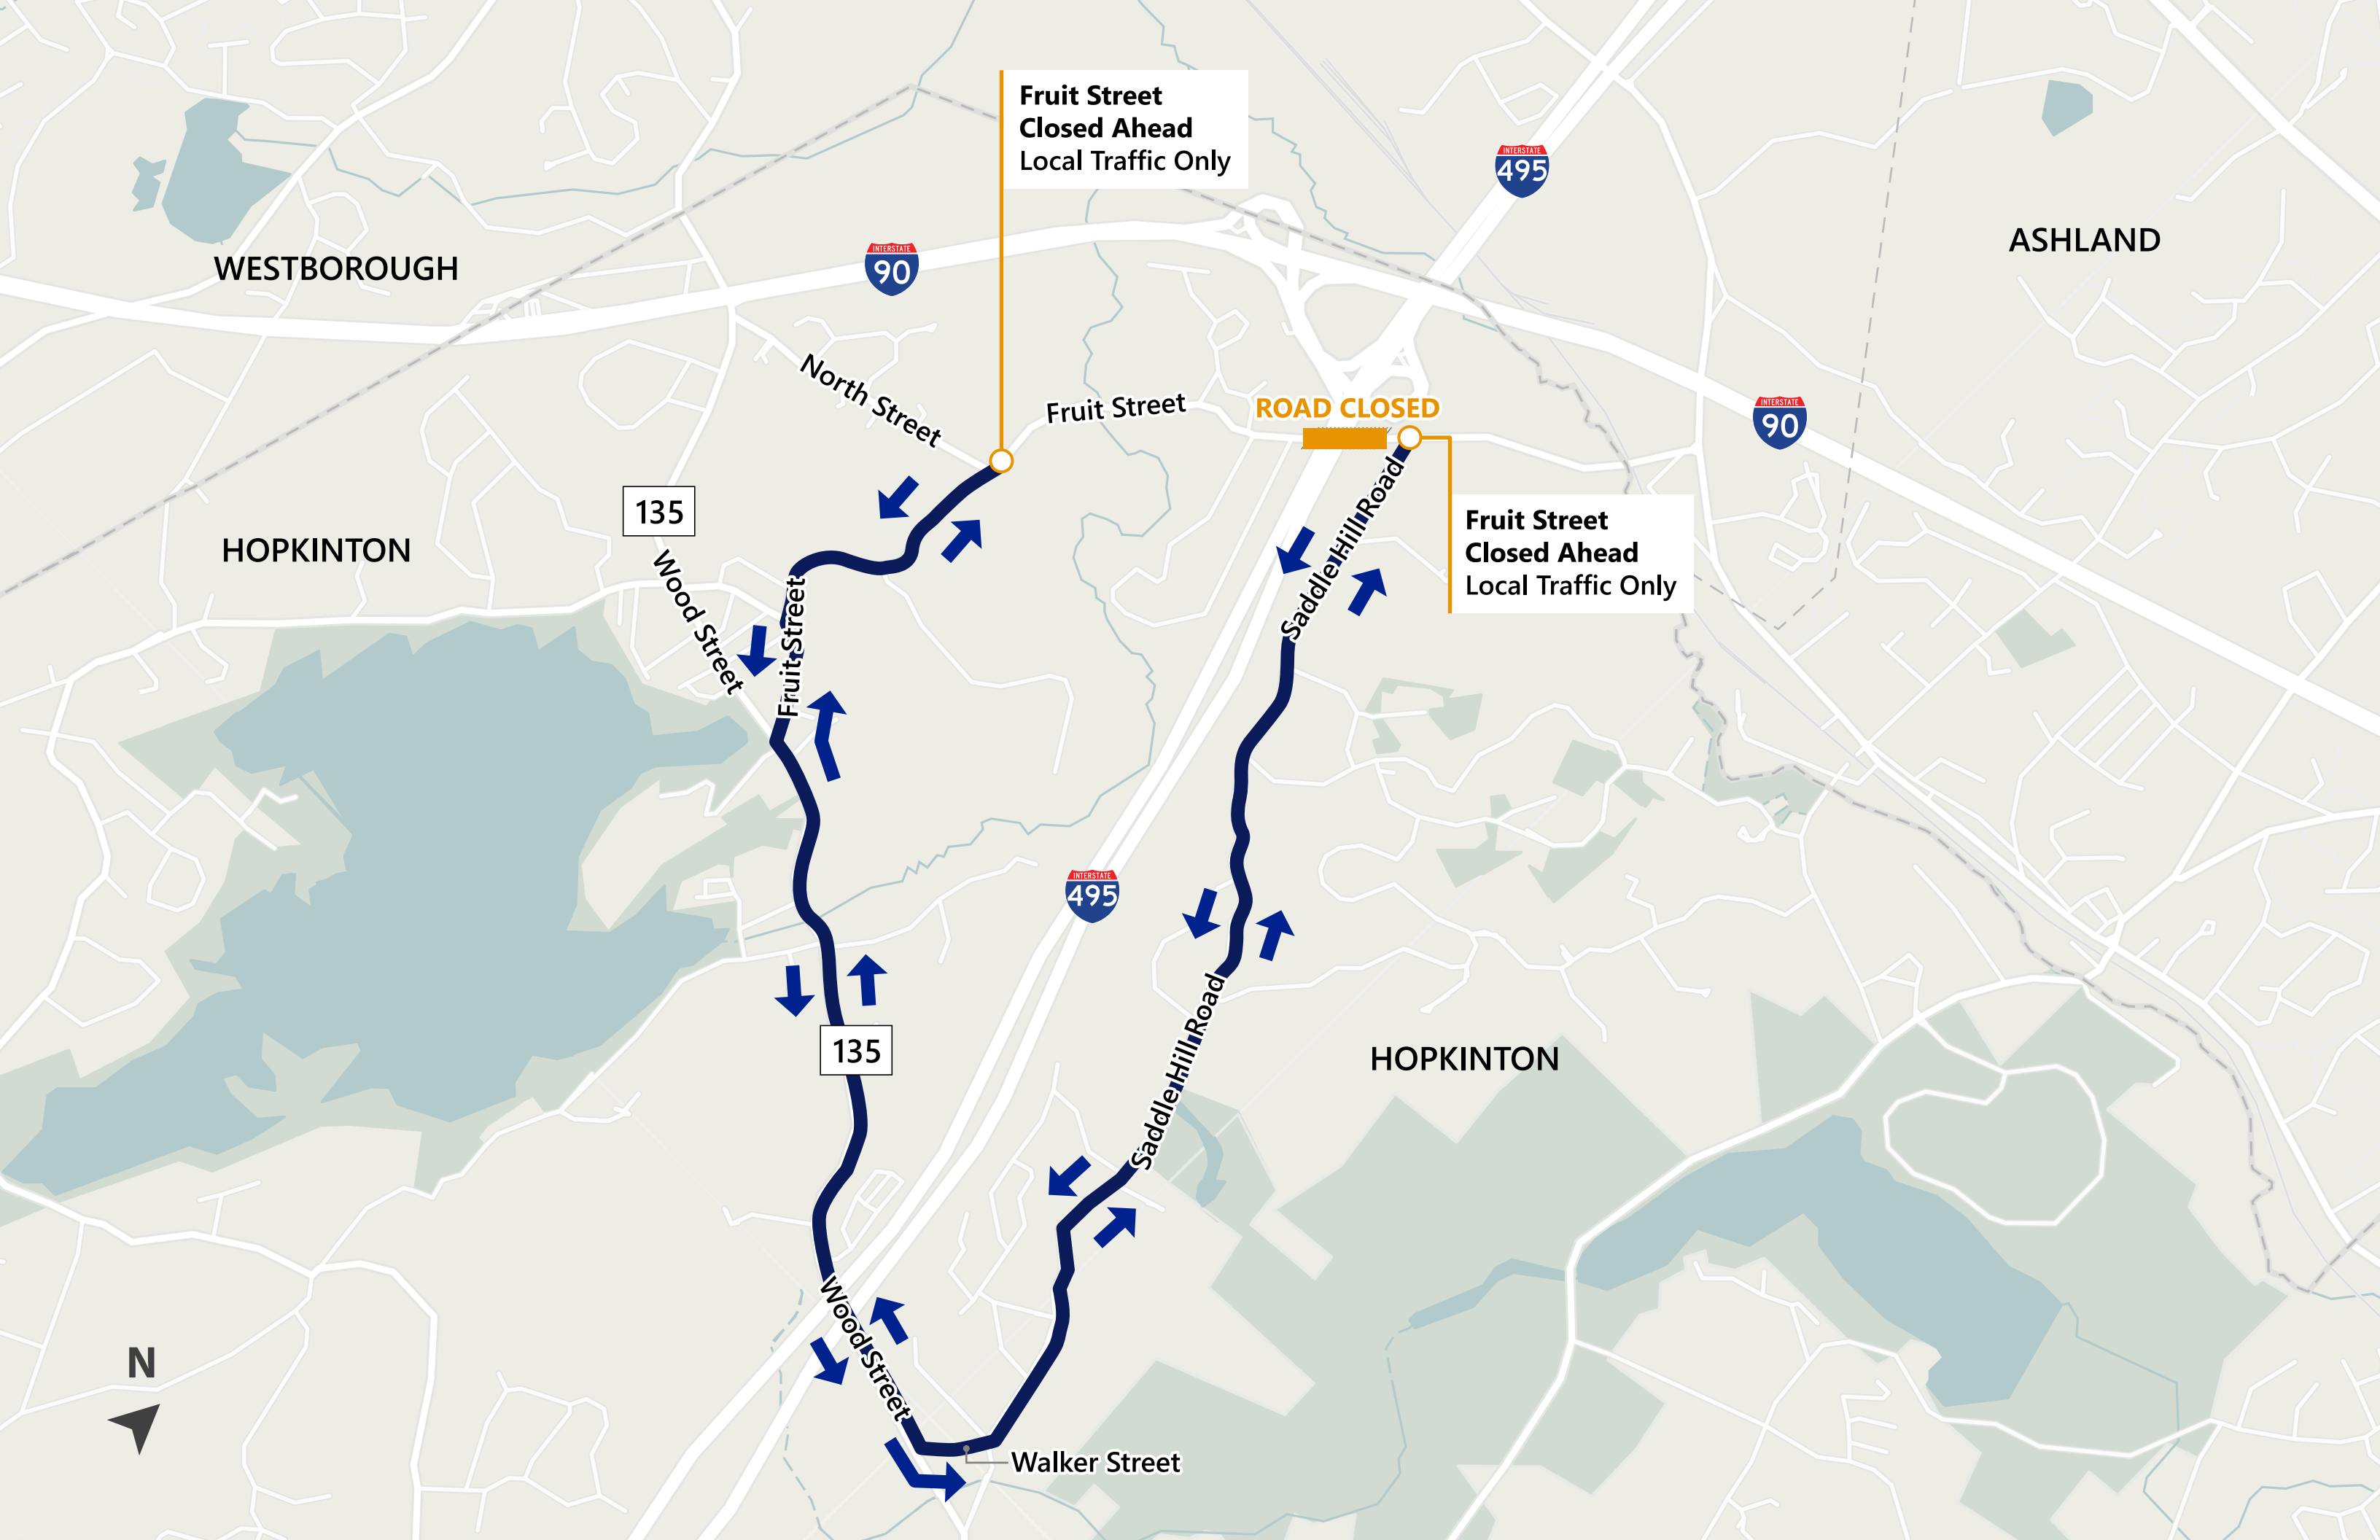 Fruit Street
Closed Ahead
Local Traffic Only
INTERSTATE
495
ASHLAND
WESTBOROUGH
INTERSTATE
90
North Street
Fruit Street
ROAD CLOSED
INTERSTATE
90
135
Saddle Hill Road
Fruit Street
Closed Ahead
Local Traffic Only
HOPKINTON
Wood Street
Fruit Street
INTERSTATE
495
135
Saddle Hill Road
HOPKINTON
Wood Street
N
Walker Street